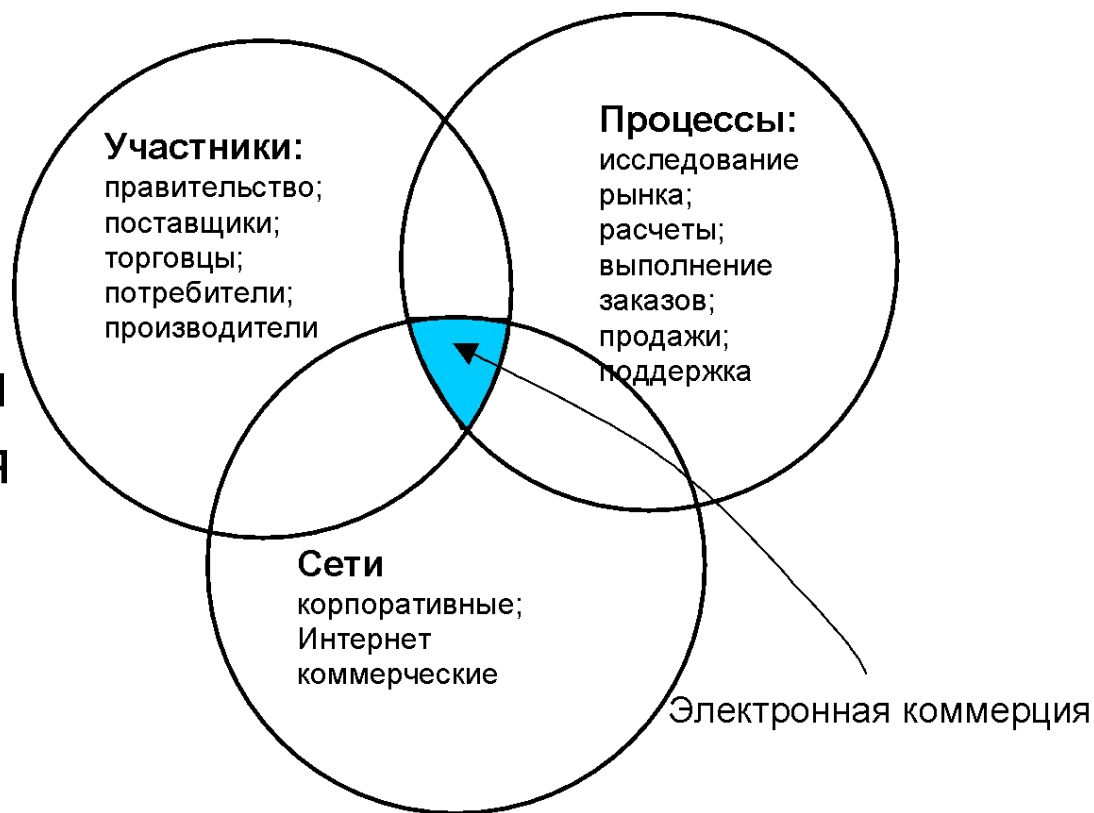 Участники:
правительство;
поставщики;
торговцы;
потребители;
производители
Процессы:
исследование
рынка;
расчеты;
выполнение
заказов;
продажи;
поддержка
Сети
корпоративные;
Интернет
коммерческие
Электронная коммерция